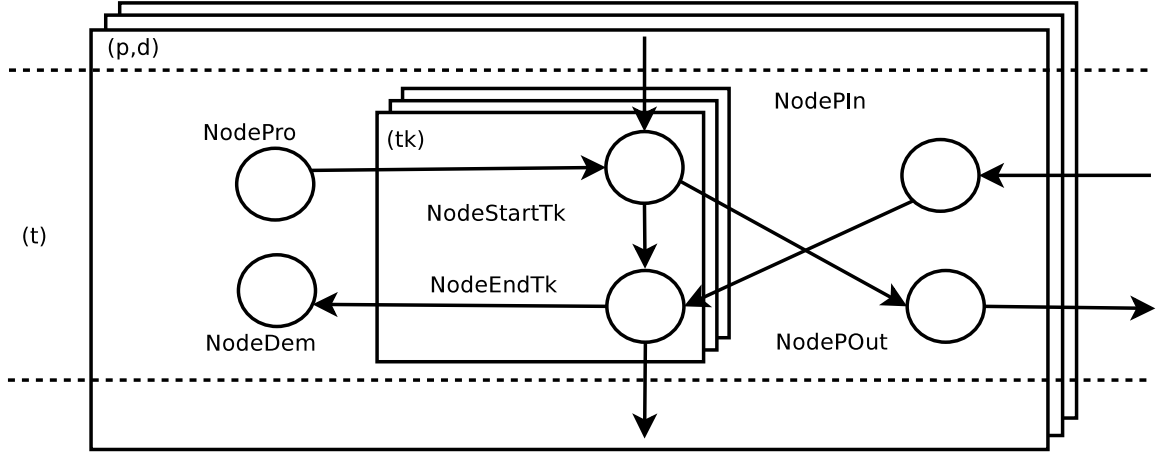 (p,d)
NodePIn
NodePro
(tk)
NodeStartTk
(t)
NodeEndTk
NodeDem
NodePOut